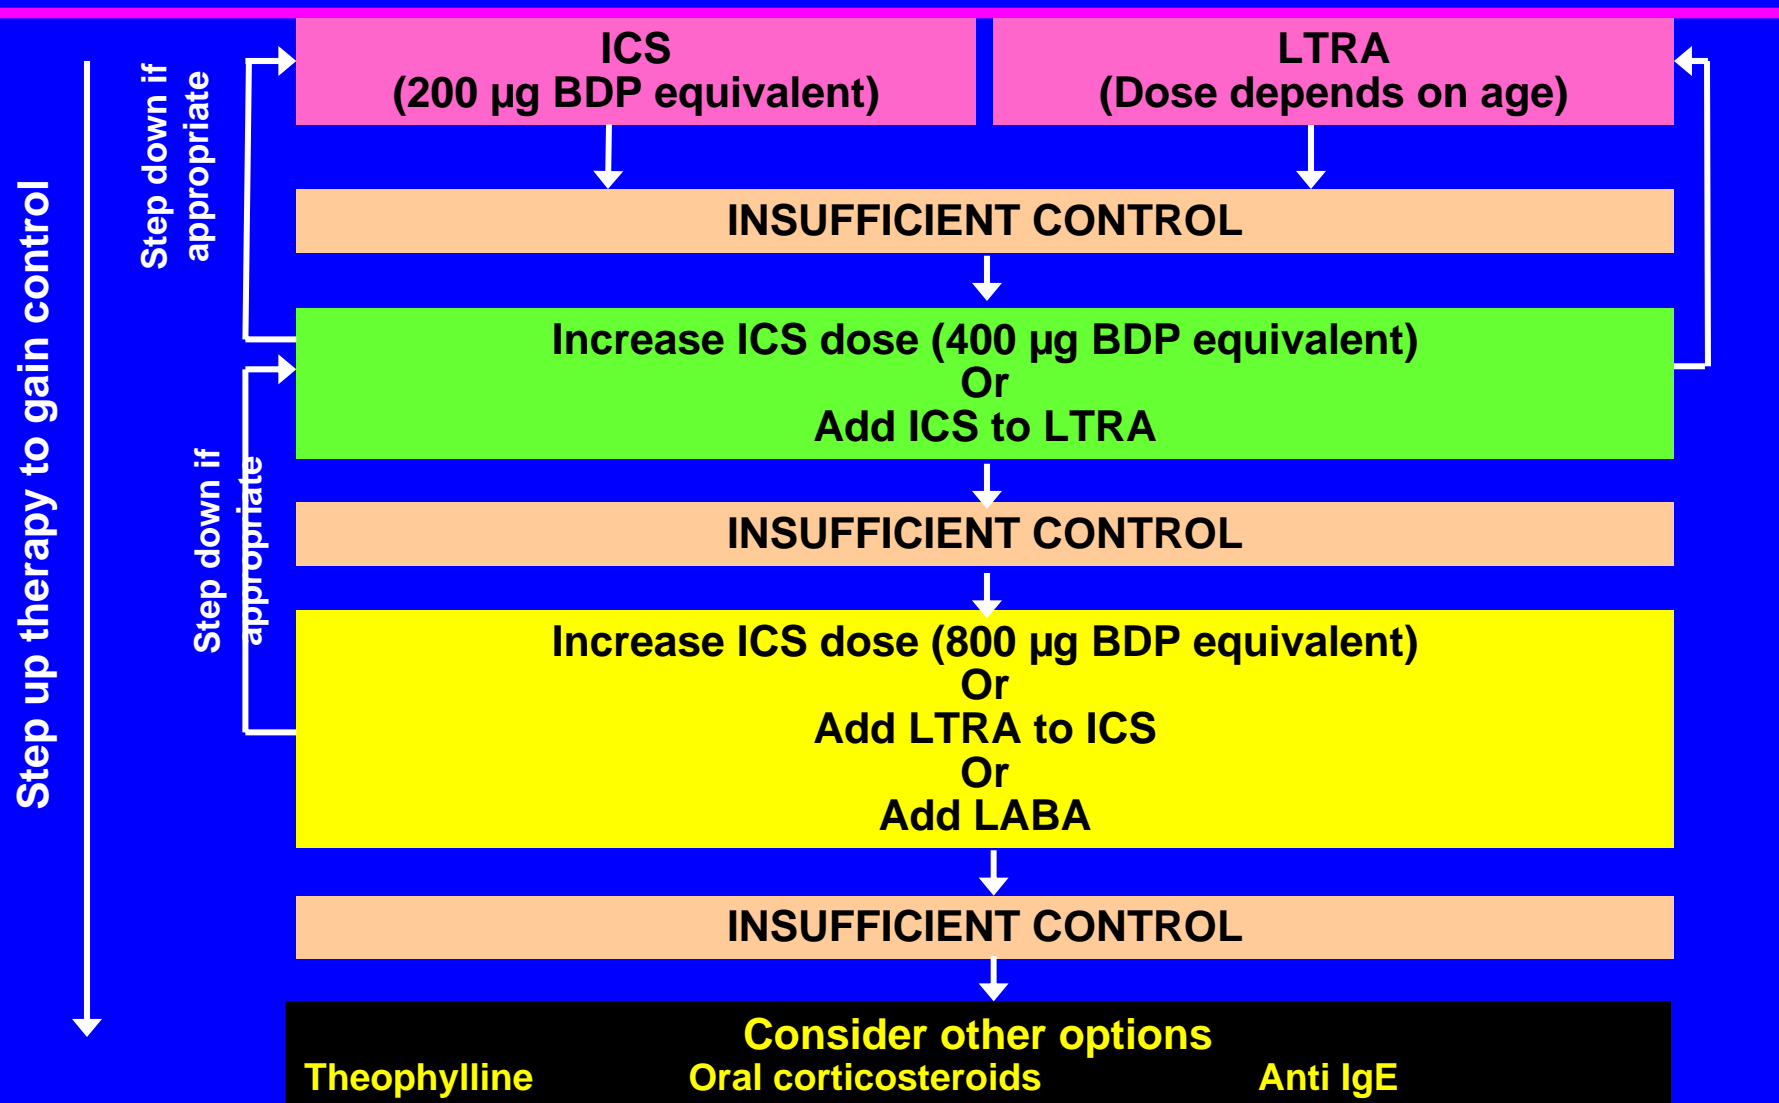 ICS
(200 µg BDP equivalent)
LTRA
(Dose depends on age)
Step down if
appropriate
INSUFFICIENT CONTROL
Step up therapy to gain control
Increase ICS dose (400 µg BDP equivalent)
Or
Add ICS to LTRA
Step down if
appropriate
INSUFFICIENT CONTROL
Increase ICS dose (800 µg BDP equivalent)
Or
Add LTRA to ICS
Or
Add LABA
INSUFFICIENT CONTROL
Consider other options
Theophylline Oral corticosteroids Anti IgE